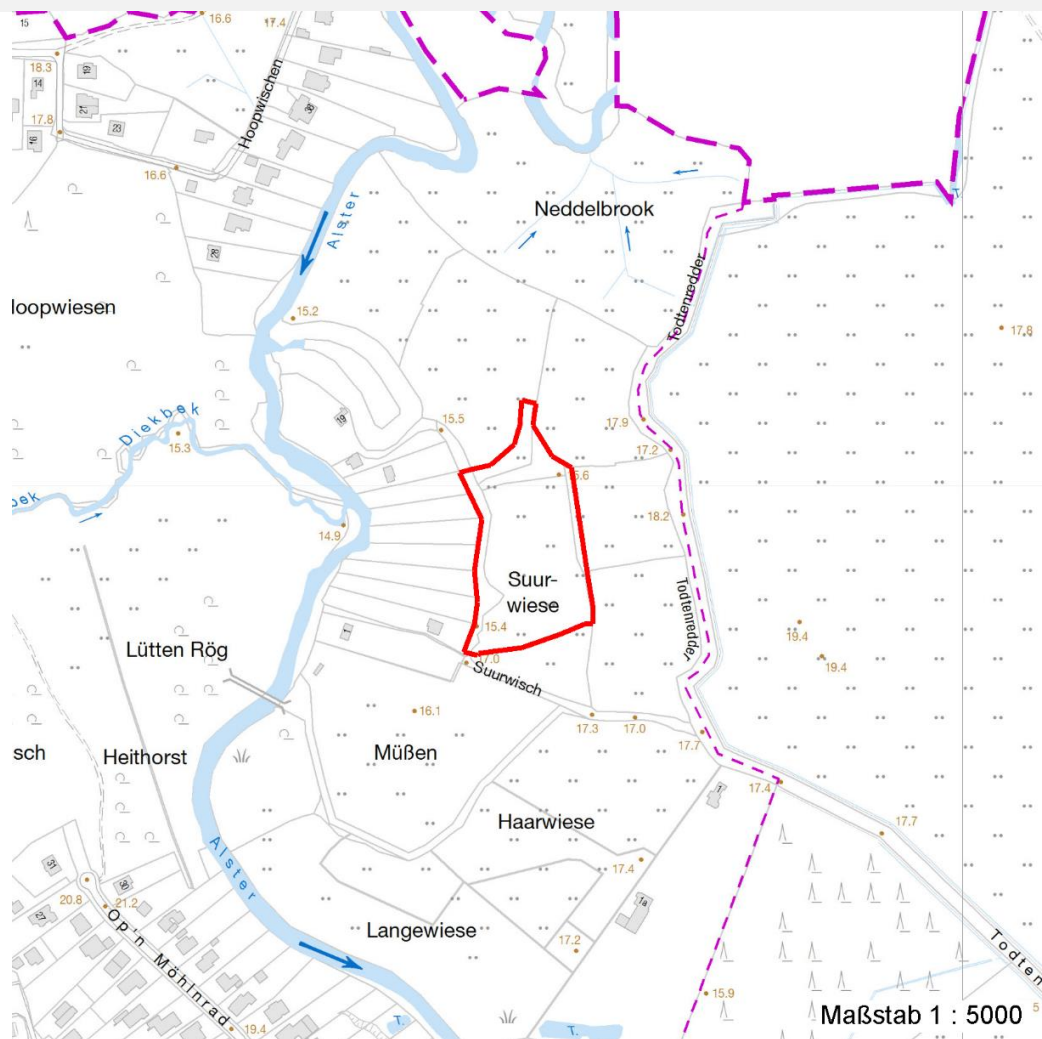 15
16.6
17.4
18.3
19
14
21
38
Hoopwischen
17.8
23
16
16.6
Alster
Neddelbrook
28
T.
Todtenredder
loopwiesen
15.2
17.8
19
15.5
17.9
Diekbek
15.3
17.2
5.6
bek
18.2
14.9
Suur-
wiese
Todtenredder
15.4
1
19.4
Lütten Rög
17.0
Suurwisch
19.4
16.1
17.3
17.0
17.7
sch
Heithorst
Müßen
17.4
1
Haarwiese
17.7
Alster
31
30
17.4
20.8
21.2
27
1a
Langewiese
17.2
Op'n Möhlnrad
Todten
15.9
T.
T.
19.4
Maßstab 1 : 5000
5